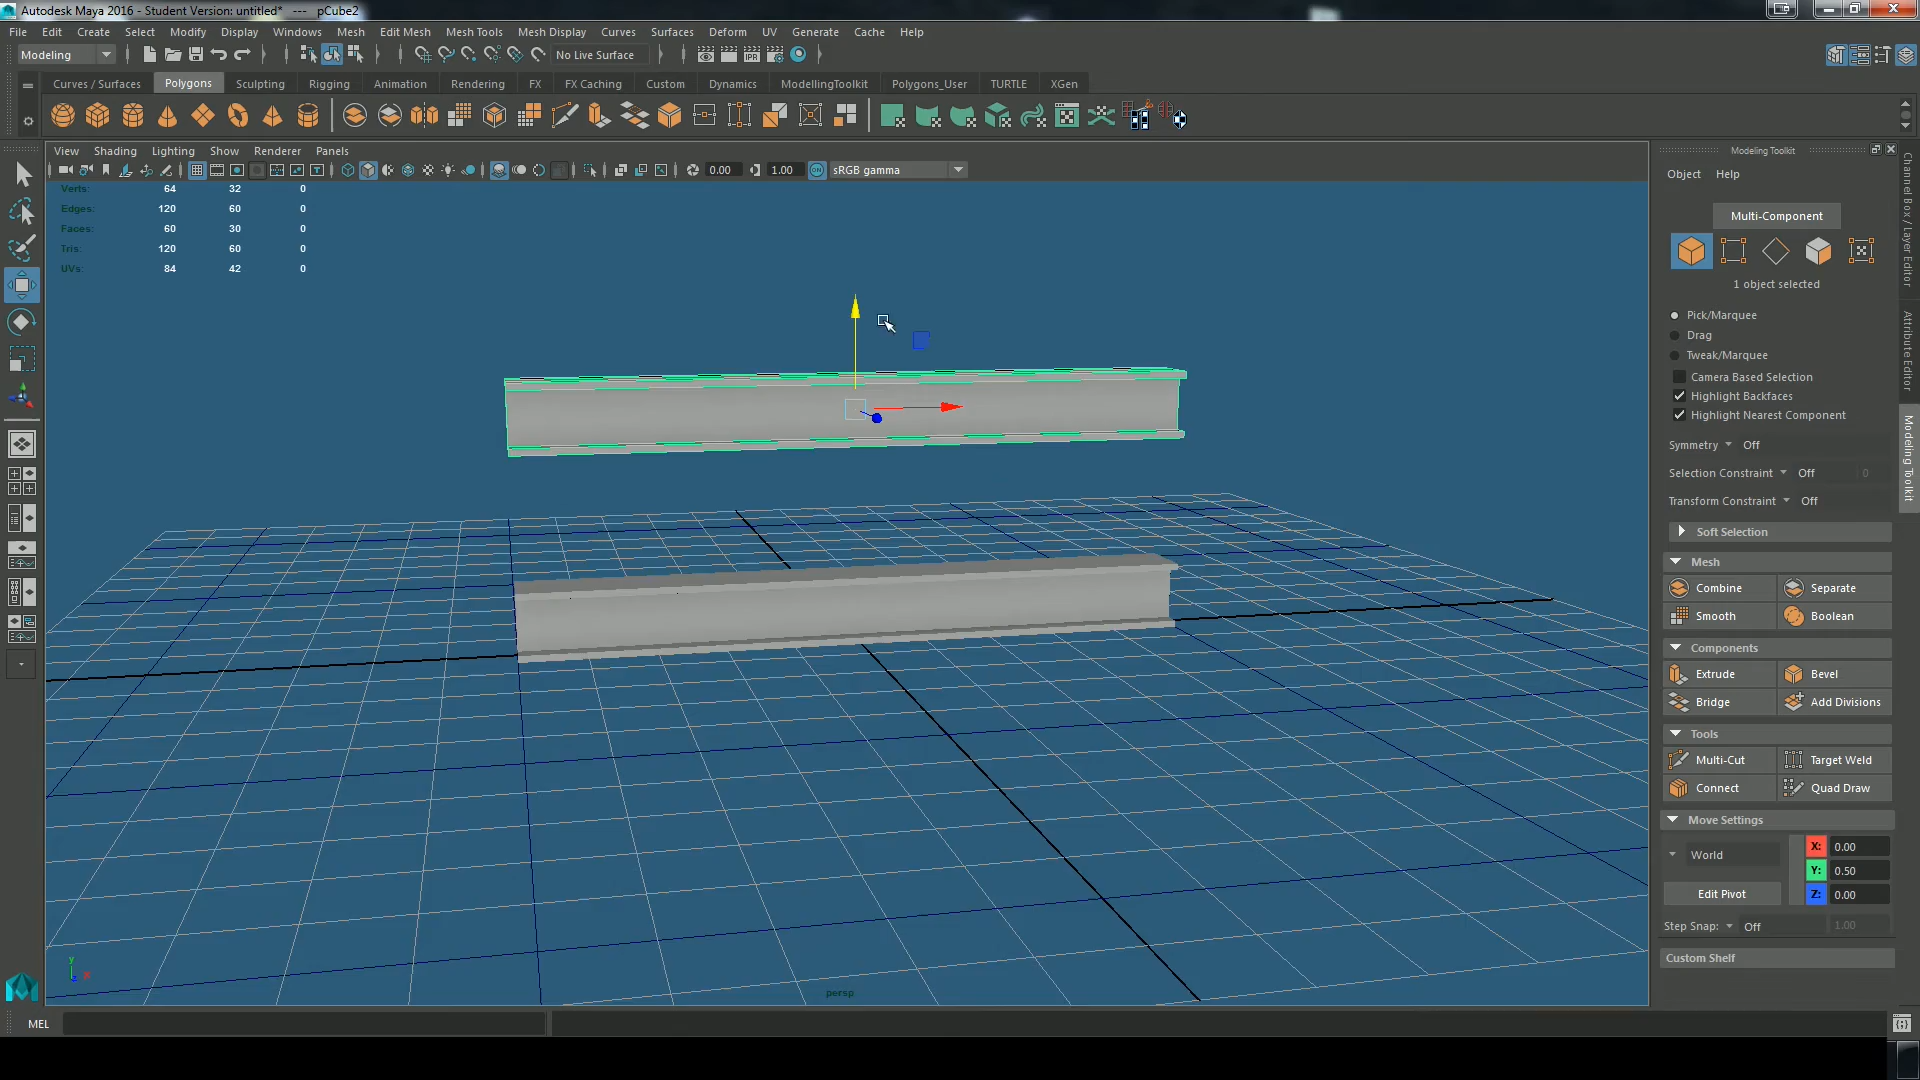 Autodesk Maya 2016 - Student Version: untitled*   ---   pCube2
File Edit Create Select Modify Display Windows Mesh Edit Mesh Mesh Tools Mesh Display Curves Surfaces Deform UV Generate Cache Help
Modeling No Live Surface IPR
Curves / Surfaces Polygons Sculpting Rigging Animation Rendering FX FX Caching Custom Dynamics ModellingToolkit Polygons_User TURTLE XGen
View Shading Lighting Show Renderer Panels
0.00 1.00 ON sRGB gamma
Verts: 64 32 0
Edges: 120 60 0
Faces: 60 30 0
Tris: 120 60 0
UVs: 84 42 0
y
persp
MEL
Modeling Toolkit
Object Help
Multi-Component
1 object selected
Pick/Marquee
Drag
Tweak/Marquee
Camera Based Selection
Highlight Backfaces
Highlight Nearest Component
Symmetry Off
Selection Constraint Off 0
Transform Constraint Off
Soft Selection
Mesh
Combine Separate
Smooth Boolean
Components
Extrude Bevel
Bridge Add Divisions
Tools
Multi-Cut Target Weld
Connect Quad Draw
Move Settings
World
X: 0.00
Y: 0.50
Edit Pivot
Z: 0.00
Step Snap: Off 1.00
Custom Shelf
Channel Box / Layer Editor
Attribute Editor
Modeling Toolkit